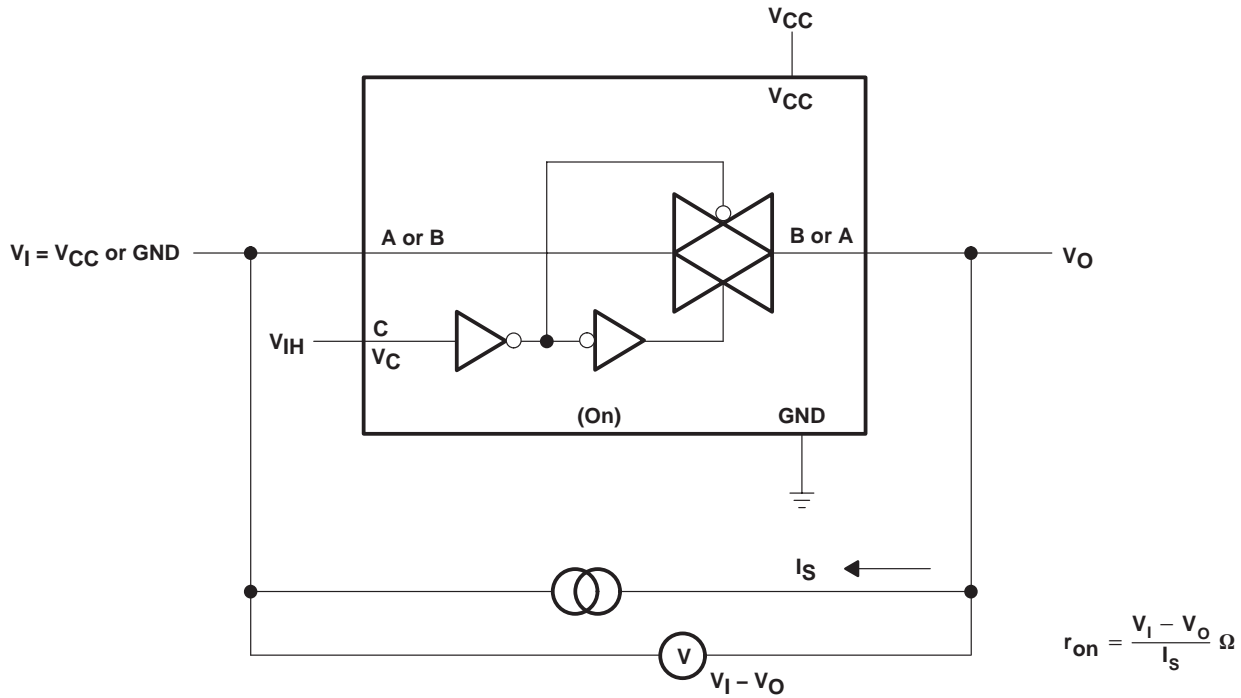 VCC
VCC
A or B
B or A
VI = VCC or GND
VO
C
VIH
VC
(On)
GND
IS
V
VI – VO
ron = VI – VO / IS Ω